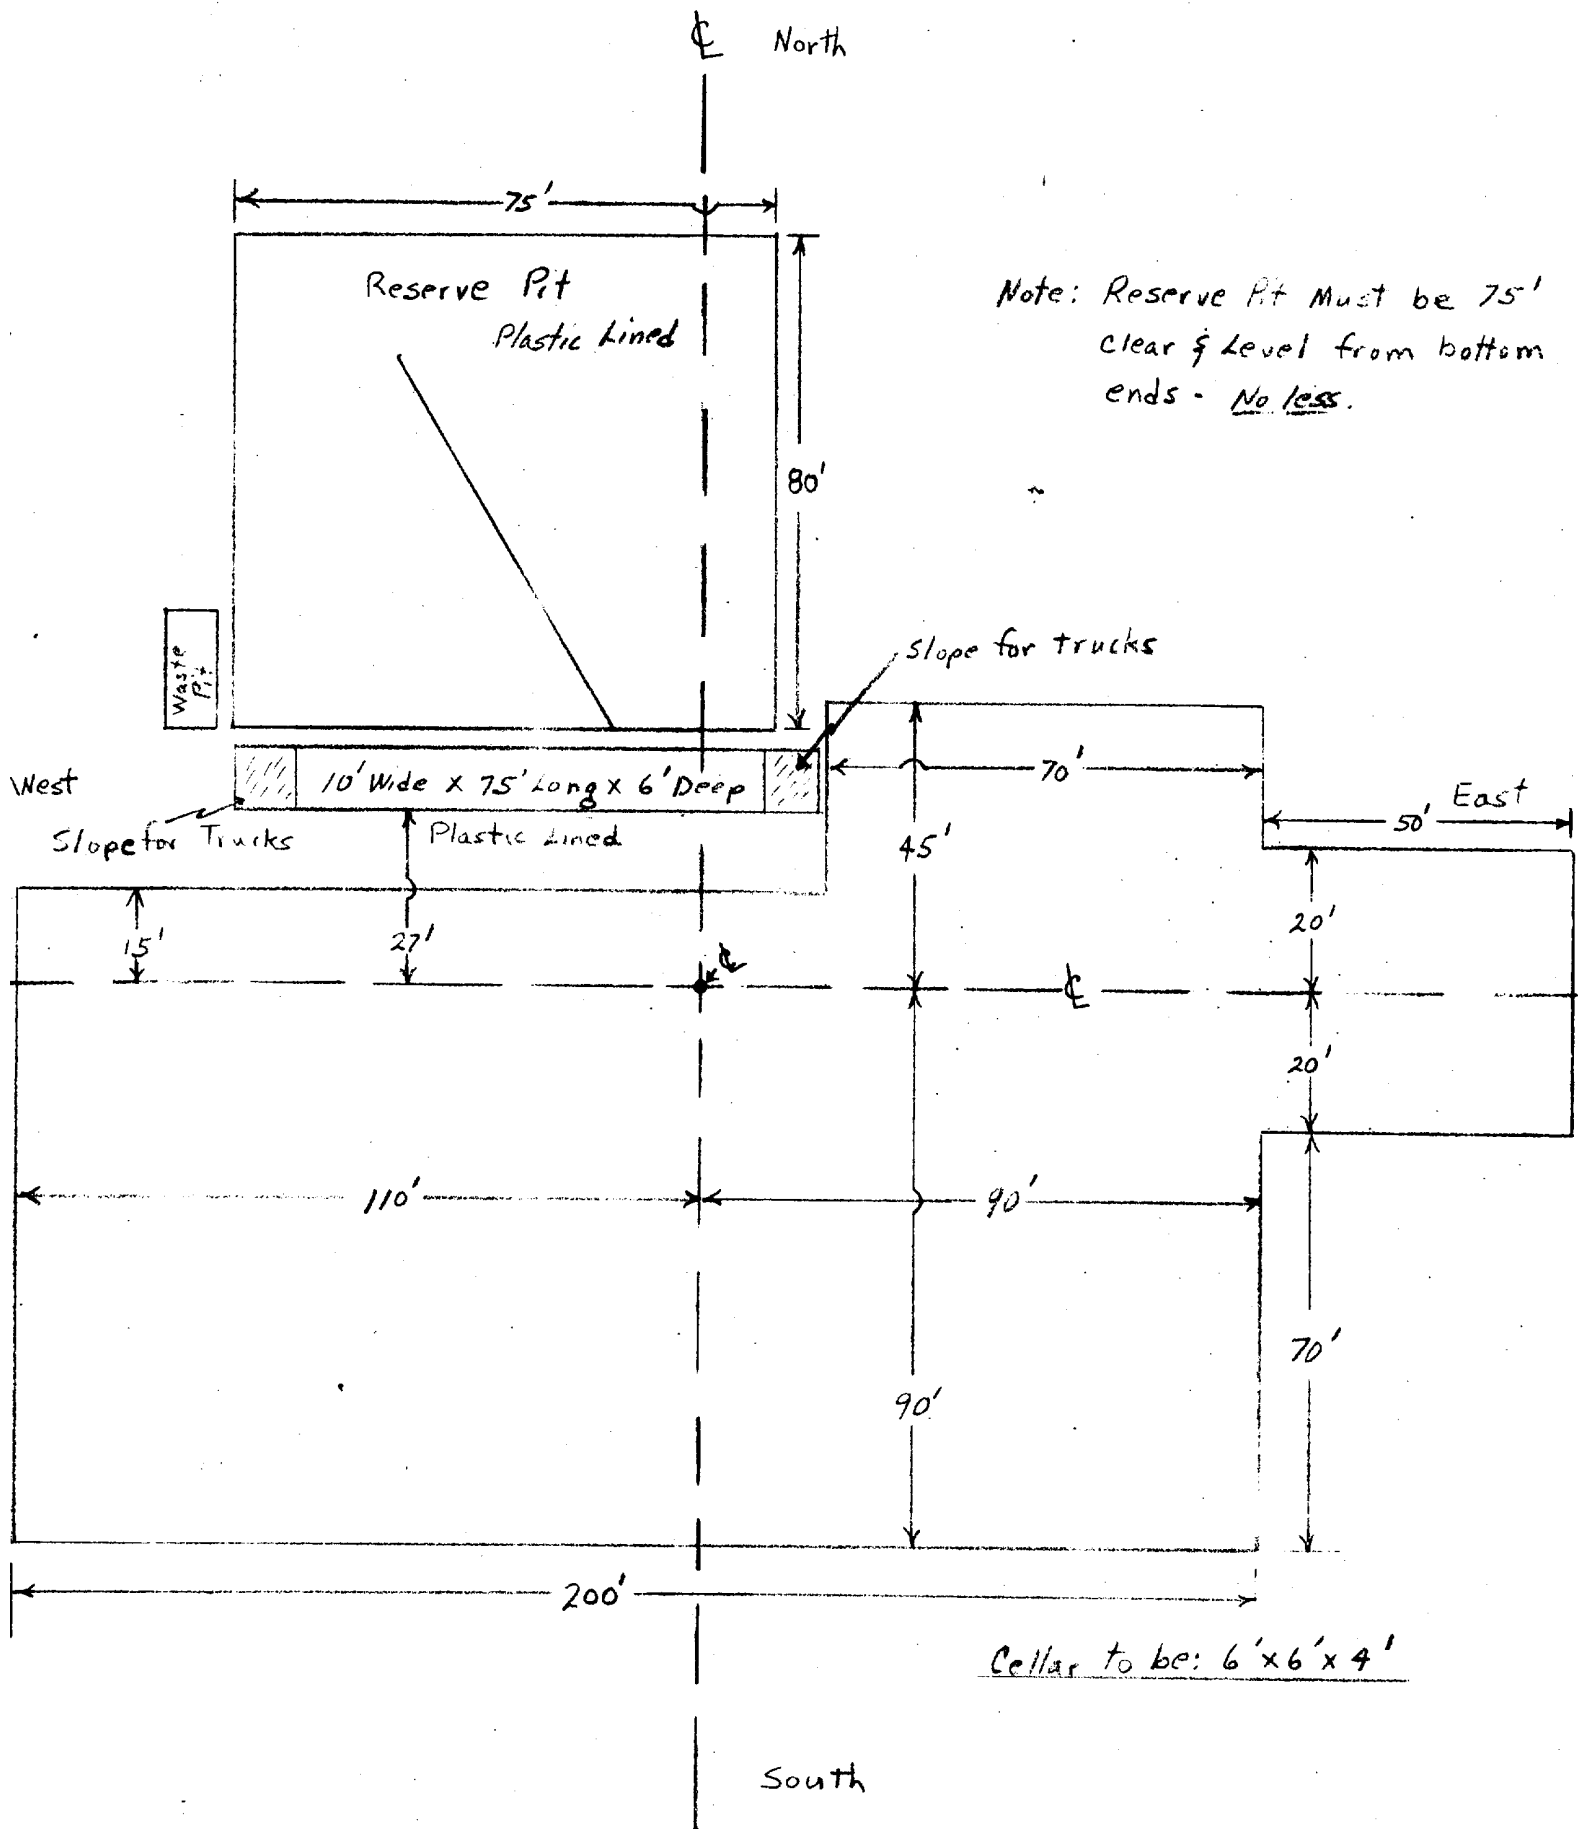 ℄ North
75'
Reserve Pit
Plastic Lined
Note: Reserve Pit Must be 75'
Clear & Level from bottom
ends - No less.
80'
Waste
Pit
Slope for Trucks
West
10' Wide x 75' Long x 6' Deep
70'
East
50'
Slope for Trucks
Plastic Lined
45'
15'
27'
20'
℄
℄
20'
110'
90'
70'
90'
200'
Cellar to be: 6'x6'x4'
South